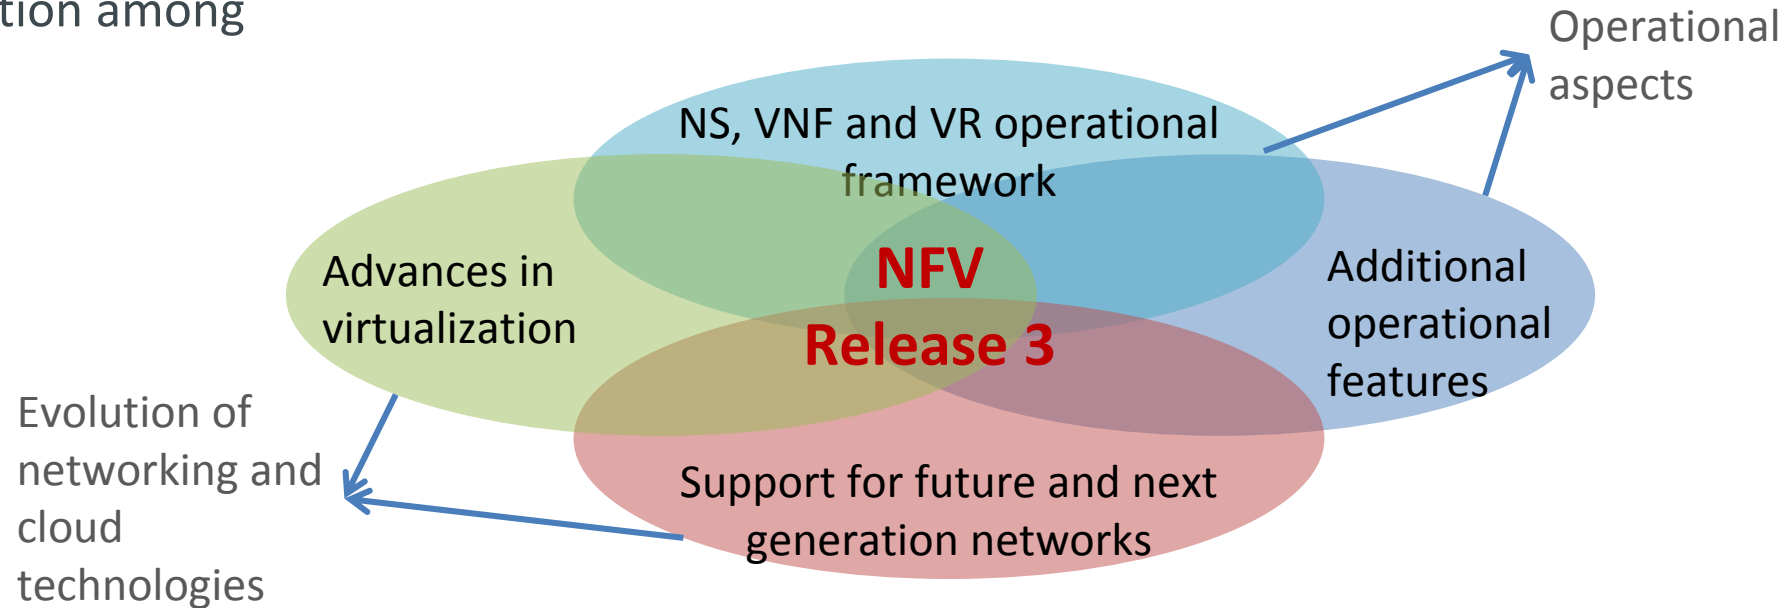 among
Operational
aspects
NS, VNF and VR operational
framework
Advances in
virtualization
NFV
Release 3
Additional
operational
features
Evolution of
networking and
cloud
technologies
Support for future and next
generation networks